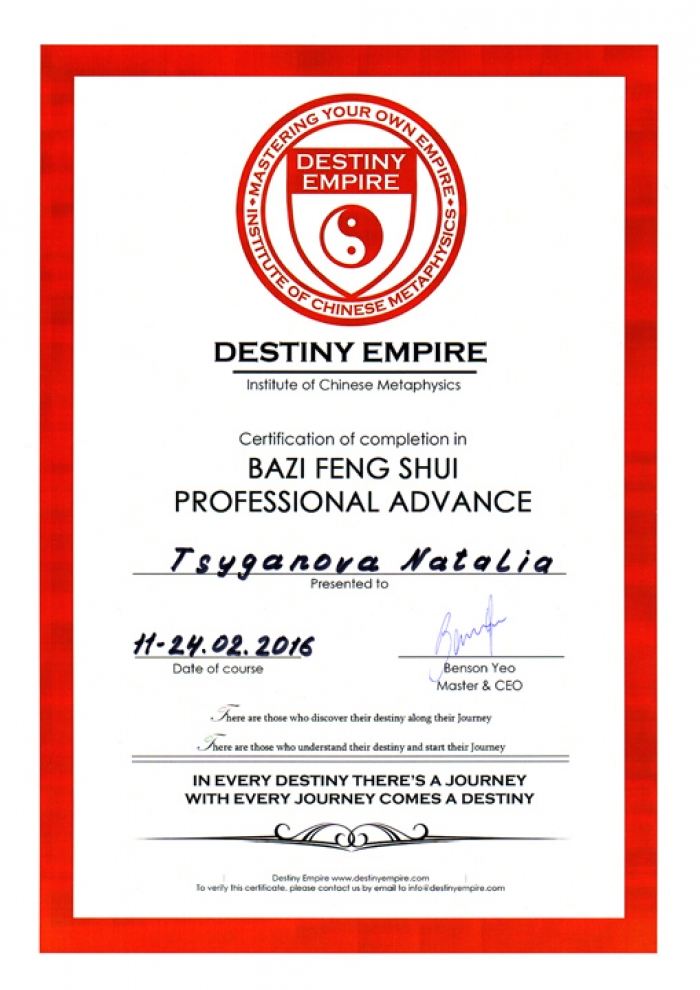 MASTERING YOUR OWN EMPIRE
INSTITUTE OF CHINESE METAPHYSICS
DESTINY
EMPIRE
DESTINY EMPIRE
Institute of Chinese Metaphysics
Certification of completion in
BAZI FENG SHUI
PROFESSIONAL ADVANCE
Tsyganova Natalia
Presented to
11-24.02.2016
Date of course
Benson Yeo
Master & CEO
There are those who discover their destiny along their Journey
There are those who understand their destiny and start their Journey
IN EVERY DESTINY THERE'S A JOURNEY
WITH EVERY JOURNEY COMES A DESTINY
Destiny Empire www.destinyempire.com
To verify this certificate, please contact us by email to info@destinyempire.com